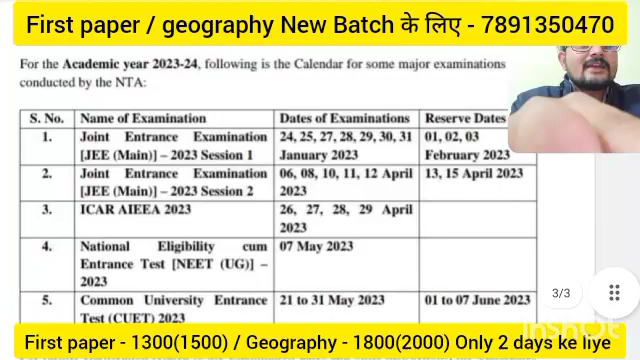 First paper / geography New Batch के लिए - 7891350470
For the Academic year 2023-24, following is the Calendar for some major examinations
conducted by the NTA:
S. No. Name of Examination Dates of Examinations Reserve Dates
1. Joint Entrance Examination 24, 25, 27, 28, 29, 30, 31 01, 02, 03
[JEE (Main)] – 2023 Session 1 January 2023 February 2023
2. Joint Entrance Examination 06, 08, 10, 11, 12 April 13, 15 April 2023
[JEE (Main)] - 2023 Session 2 2023
3. ICAR AIEEA 2023 26, 27, 28, 29 April
2023
4. National Eligibility cum 07 May 2023
Entrance Test [NEET (UG)] –
2023
5. Common University Entrance 21 to 31 May 2023 01 to 07 June 2023
Test (CUET) 2023
3/3
InShOt
First paper - 1300(1500) / Geography - 1800(2000) Only 2 days ke liye